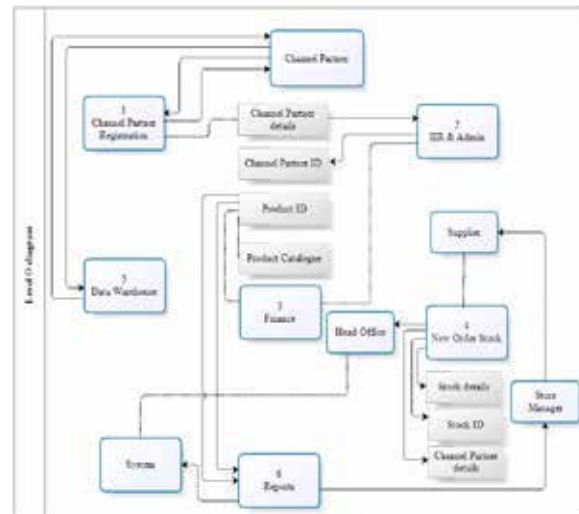 Level O diagram
Channel Partner
1
Channel Partner
Registration
Channel Partner
details
2
HR & Admin
Channel Partner ID
Product ID
Supplier
Product Catalogue
5
Data Warehouse
3
Finance
Head Office
4
New Order Stock
Stock details
Store
Manager
Stock ID
Channel Partner
details
System
6
Reports